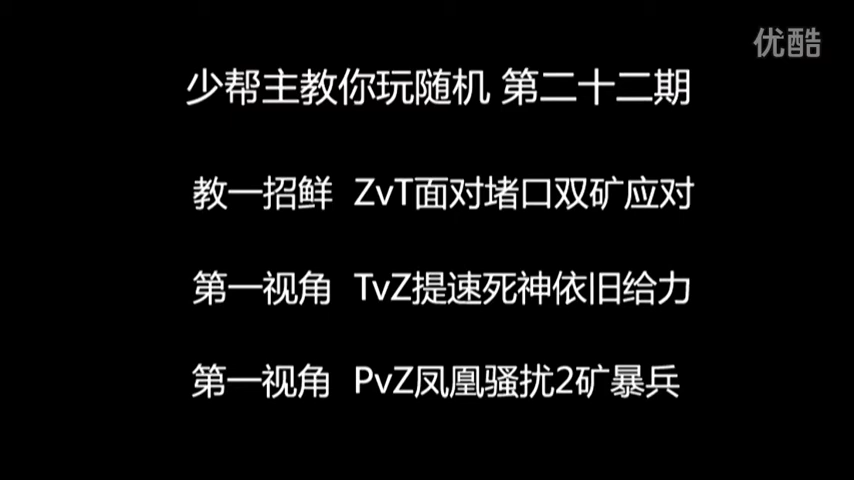 优酷
少帮主教你玩随机 第二十二期
教一招鲜 ZvT面对堵口双矿应对
第一视角 TvZ提速死神依旧给力
第一视角 PvZ凤凰骚扰2矿暴兵